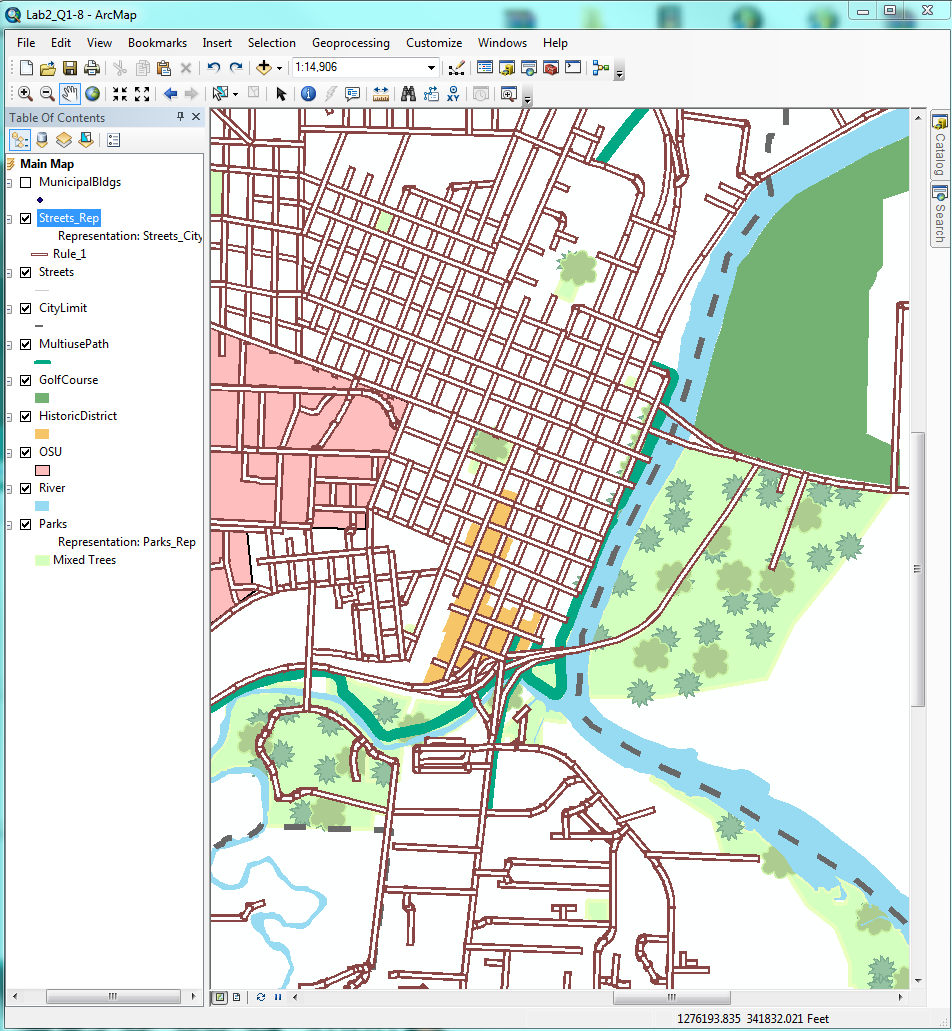 Lab2_Q1-8 - ArcMap
File Edit View Bookmarks Insert Selection Geoprocessing Customize Windows Help
1:14,906
Table Of Contents
Main Map
MunicipalBldgs
Streets_Rep
Representation: Streets_City
Rule_1
Streets
CityLimit
MultiusePath
GolfCourse
HistoricDistrict
OSU
River
Parks
Representation: Parks_Rep
Mixed Trees
Catalog
Search
1276193.835 341832.021 Feet